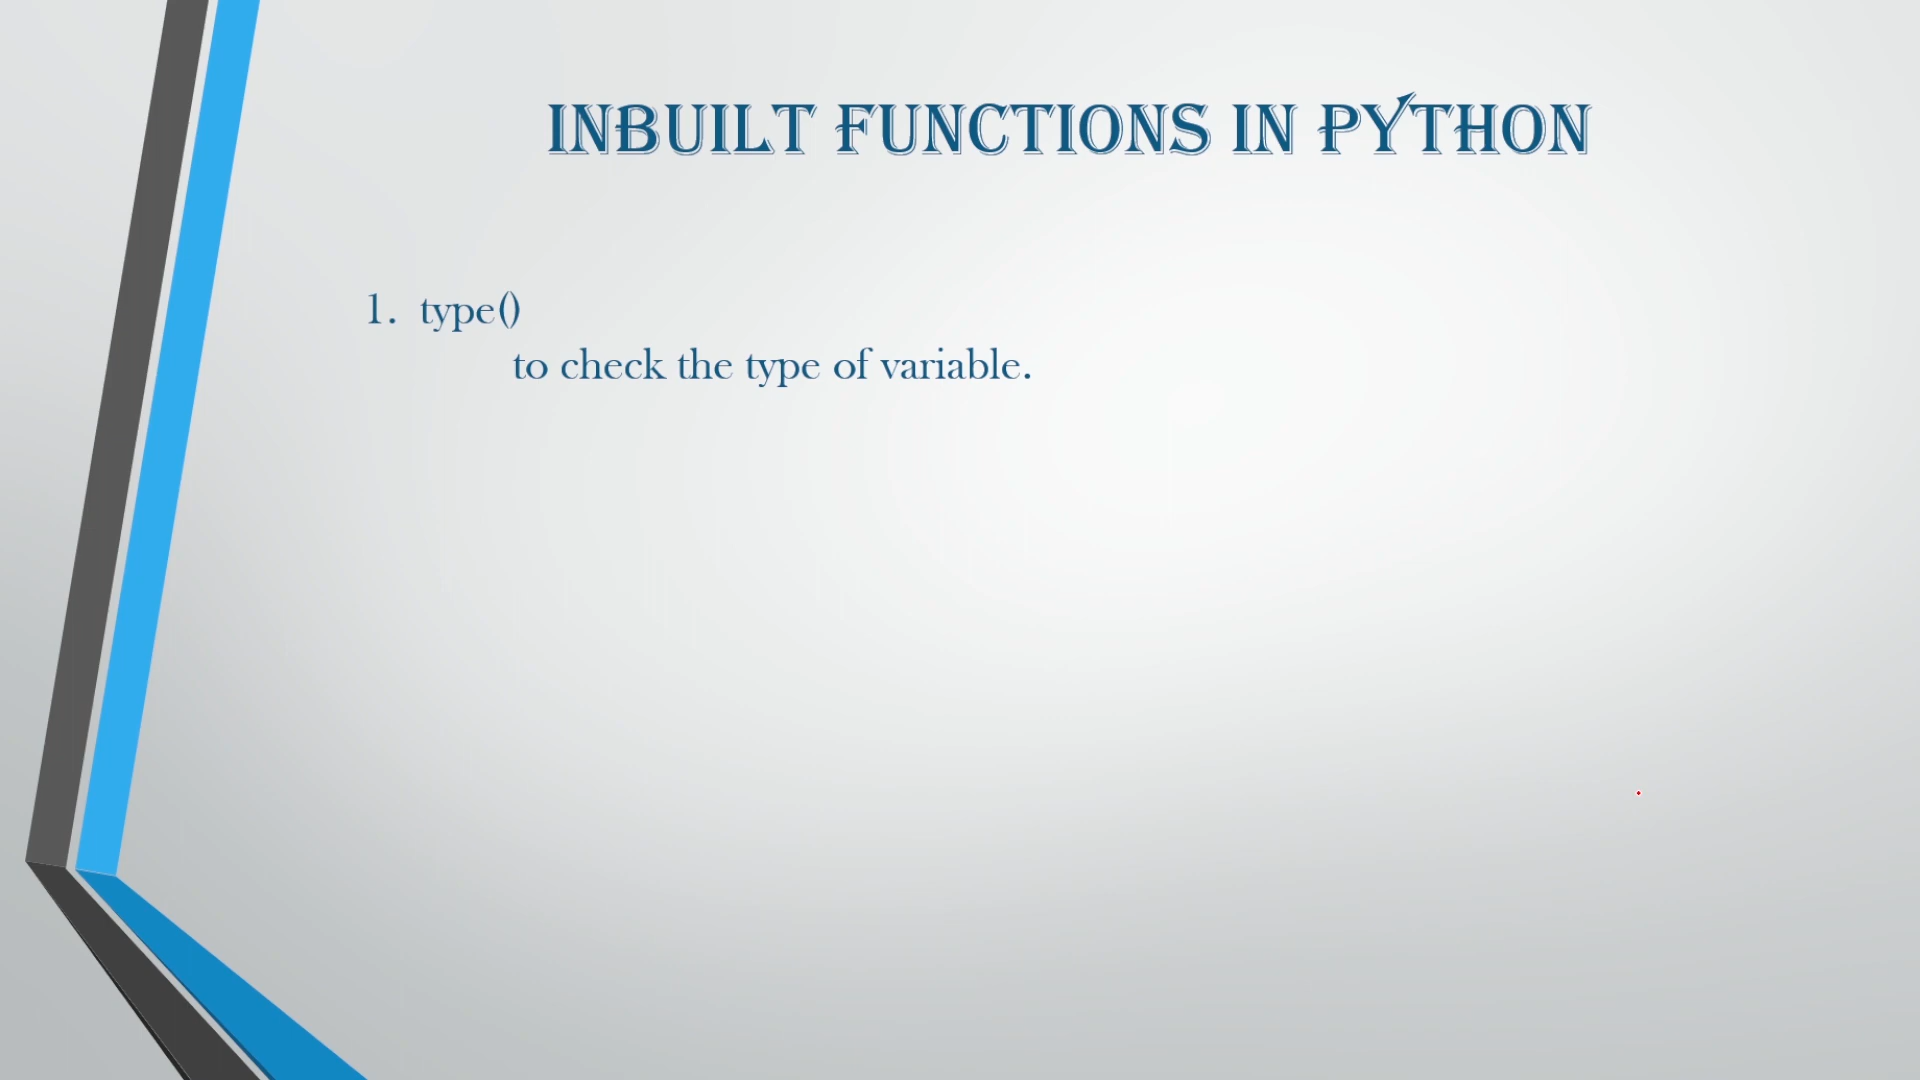 INBUILT FUNCTIONS IN PYTHON
1. type()
to check the type of variable.